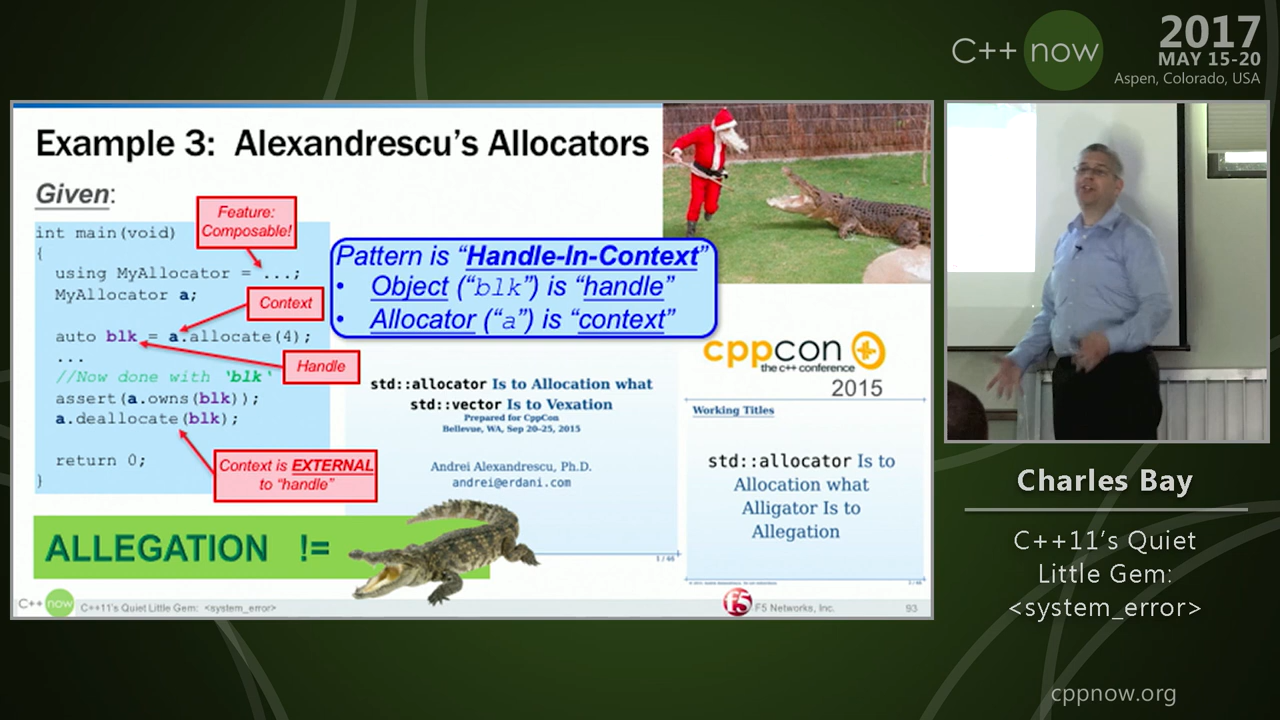 C++ now
2017
MAY 15-20
Aspen, Colorado, USA
Example 3: Alexandrescu's Allocators
Given:
int main(void)
{
using MyAllocator = ...;
MyAllocator a;
auto blk = a.allocate(4);
...
//Now done with 'blk'
assert(a.owns(blk));
a.deallocate(blk);
return 0;
}
Feature:
Composable!
Context
Handle
Context is EXTERNAL
to "handle"
Pattern is "Handle-In-Context"
• Object ("blk") is "handle"
• Allocator ("a") is "context"
std::allocator Is to Allocation what
std::vector Is to Vexation
Prepared for CppCon
Bellevue, WA, Sep 20–25, 2015
Andrei Alexandrescu, Ph.D.
andrei@erdani.com
1 / 46
cppcon
the c++ conference
2015
Working Titles
std::allocator Is to
Allocation what
Alligator Is to
Allegation
ALLEGATION !=
C++ now C++11's Quiet Little Gem: <system_error>
F5 F5 Networks, Inc.
93
Charles Bay
C++11's Quiet
Little Gem:
<system_error>
cppnow.org